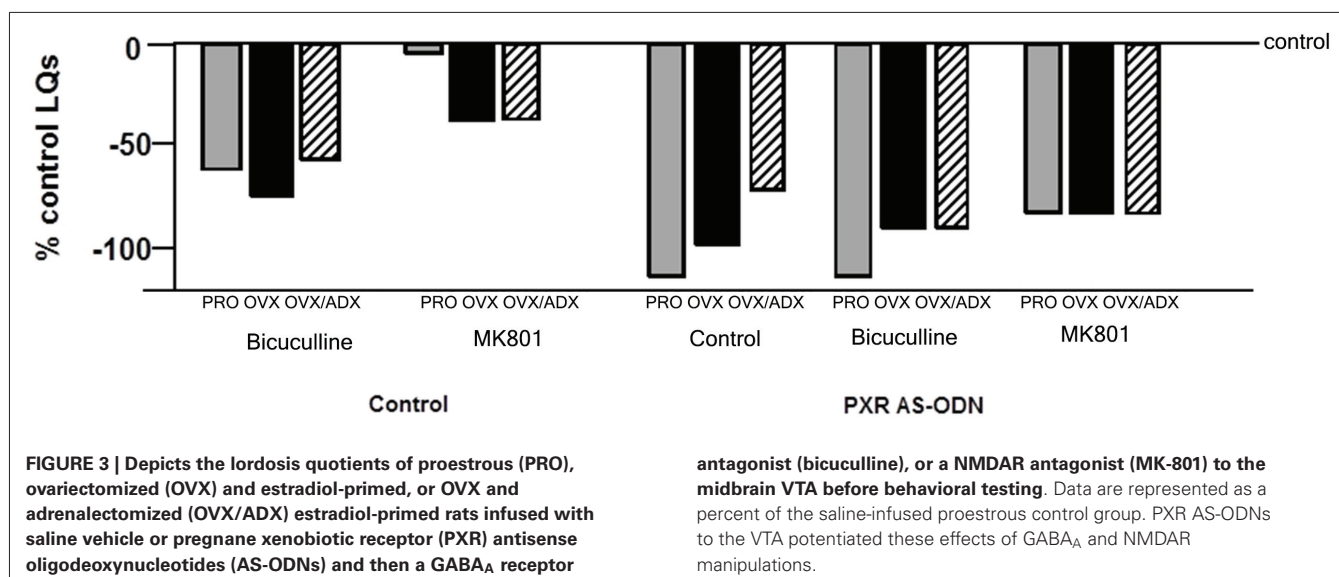 0
-50
-100
% control LQs
control
PRO OVX OVX/ADX PRO OVX OVX/ADX PRO OVX OVX/ADX PRO OVX OVX/ADX PRO OVX OVX/ADX
Bicuculline MK801 Control Bicuculline MK801
Control PXR AS-ODN
FIGURE 3 | Depicts the lordosis quotients of proestrous (PRO),
ovariectomized (OVX) and estradiol-primed, or OVX and
adrenalectomized (OVX/ADX) estradiol-primed rats infused with
saline vehicle or pregnane xenobiotic receptor (PXR) antisense
oligodeoxynucleotides (AS-ODNs) and then a GABAA receptor
antagonist (bicuculline), or a NMDAR antagonist (MK-801) to the
midbrain VTA before behavioral testing. Data are represented as a
percent of the saline-infused proestrous control group. PXR AS-ODNs
to the VTA potentiated these effects of GABAA and NMDAR
manipulations.